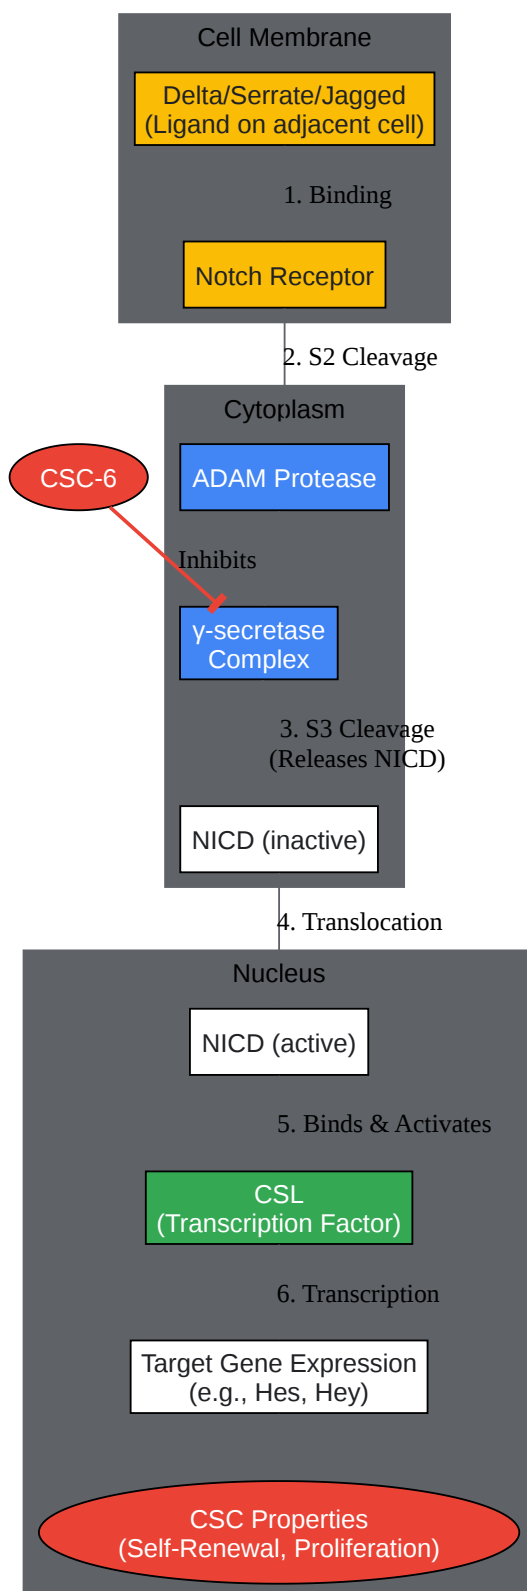 Cell Membrane
Delta/Serrate/Jagged
(Ligand on adjacent cell)
1. Binding
Notch Receptor
2. S2 Cleavage
Cytoplasm
ADAM Protease
CSC-6
Inhibits
γ-secretase
Complex
3. S3 Cleavage
(Releases NICD)
NICD (inactive)
4. Translocation
Nucleus
NICD (active)
5. Binds & Activates
CSL
(Transcription Factor)
6. Transcription
Target Gene Expression
(e.g., Hes, Hey)
CSC Properties
(Self-Renewal, Proliferation)